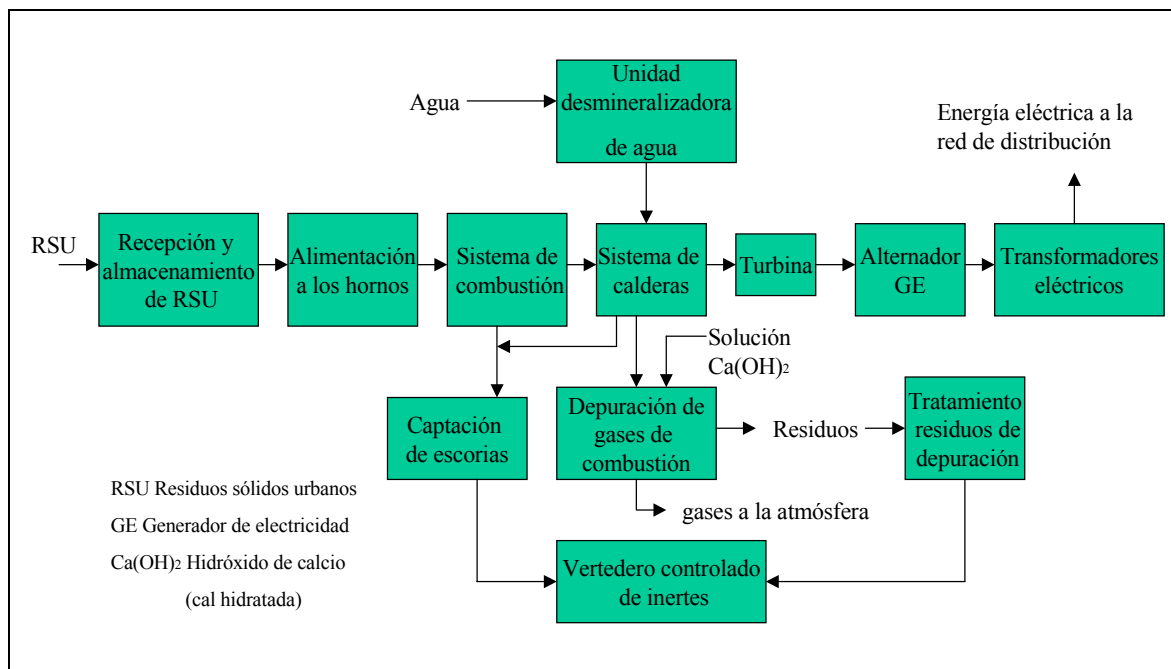 Unidad
desmineralizadora
de agua
Agua
Energía eléctrica a la
red de distribución
RSU
Recepción y
almacenamiento
de RSU
Alimentación
a los hornos
Sistema de
combustión
Sistema de
calderas
Turbina
Alternador
GE
Transformadores
eléctricos
Solución
Ca(OH)2
Captación
de escorias
Depuración de
gases de
combustión
Residuos
Tratamiento
residuos de
depuración
gases a la atmósfera
RSU Residuos sólidos urbanos
GE Generador de electricidad
Ca(OH)2 Hidróxido de calcio
(cal hidratada)
Vertedero controlado
de inertes